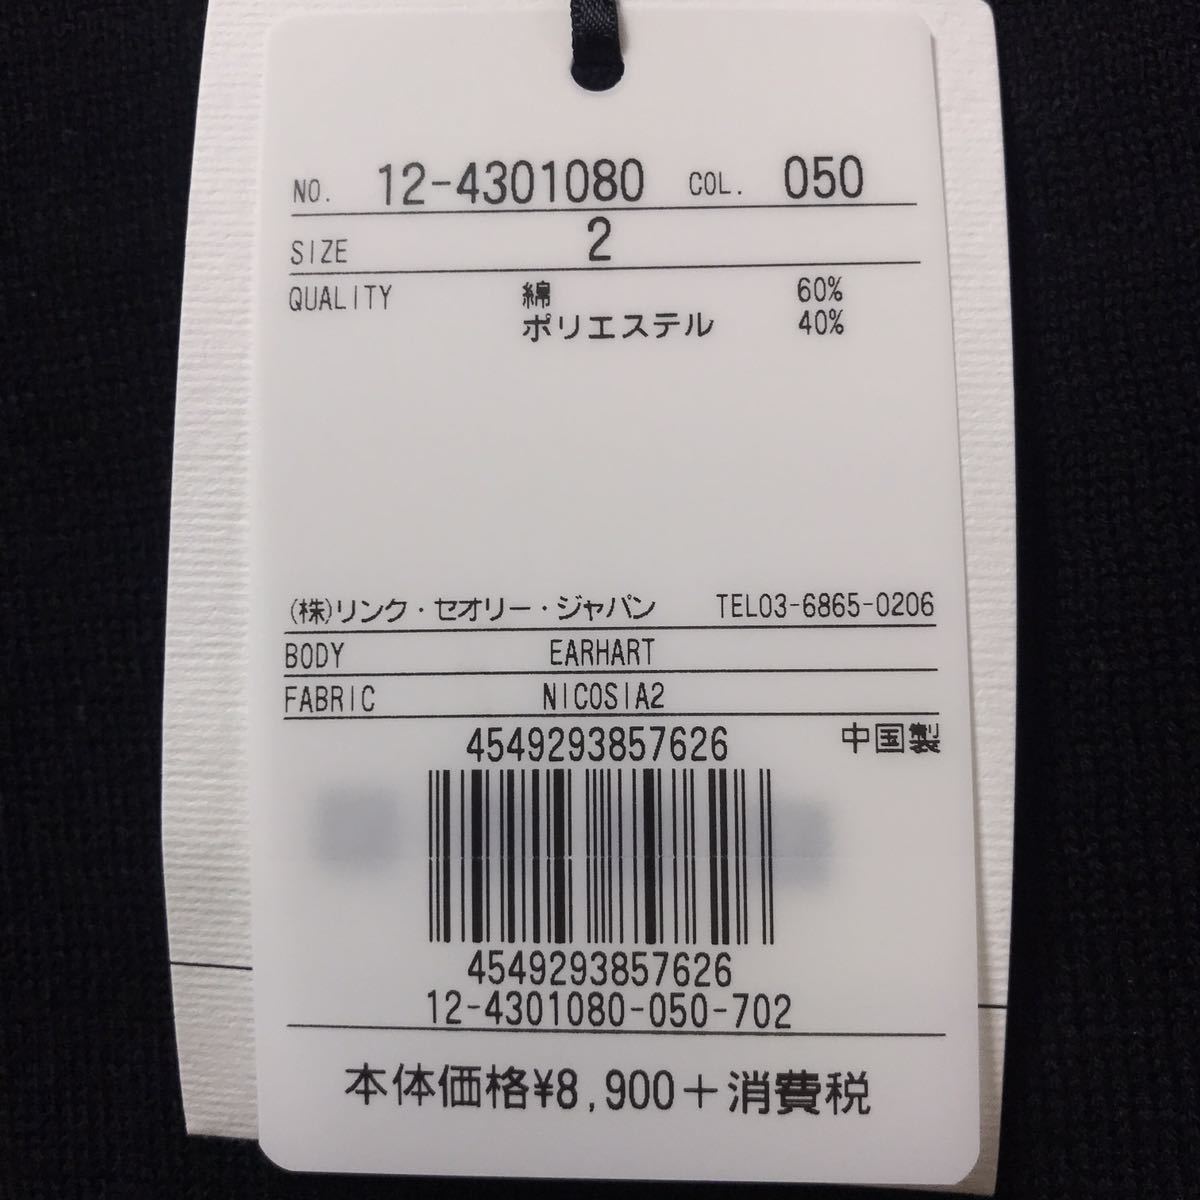 NO. 12-4301080 COL. 050
SIZE 2
QUALITY 綿 60%
ポリエステル 40%
(株)リンク・セオリー・ジャパン TEL03-6865-0206
BODY EARHART
FABRIC NICOSIA2
4549293857626 中国製
4549293857626
12-4301080-050-702
本体価格¥8,900+消費税